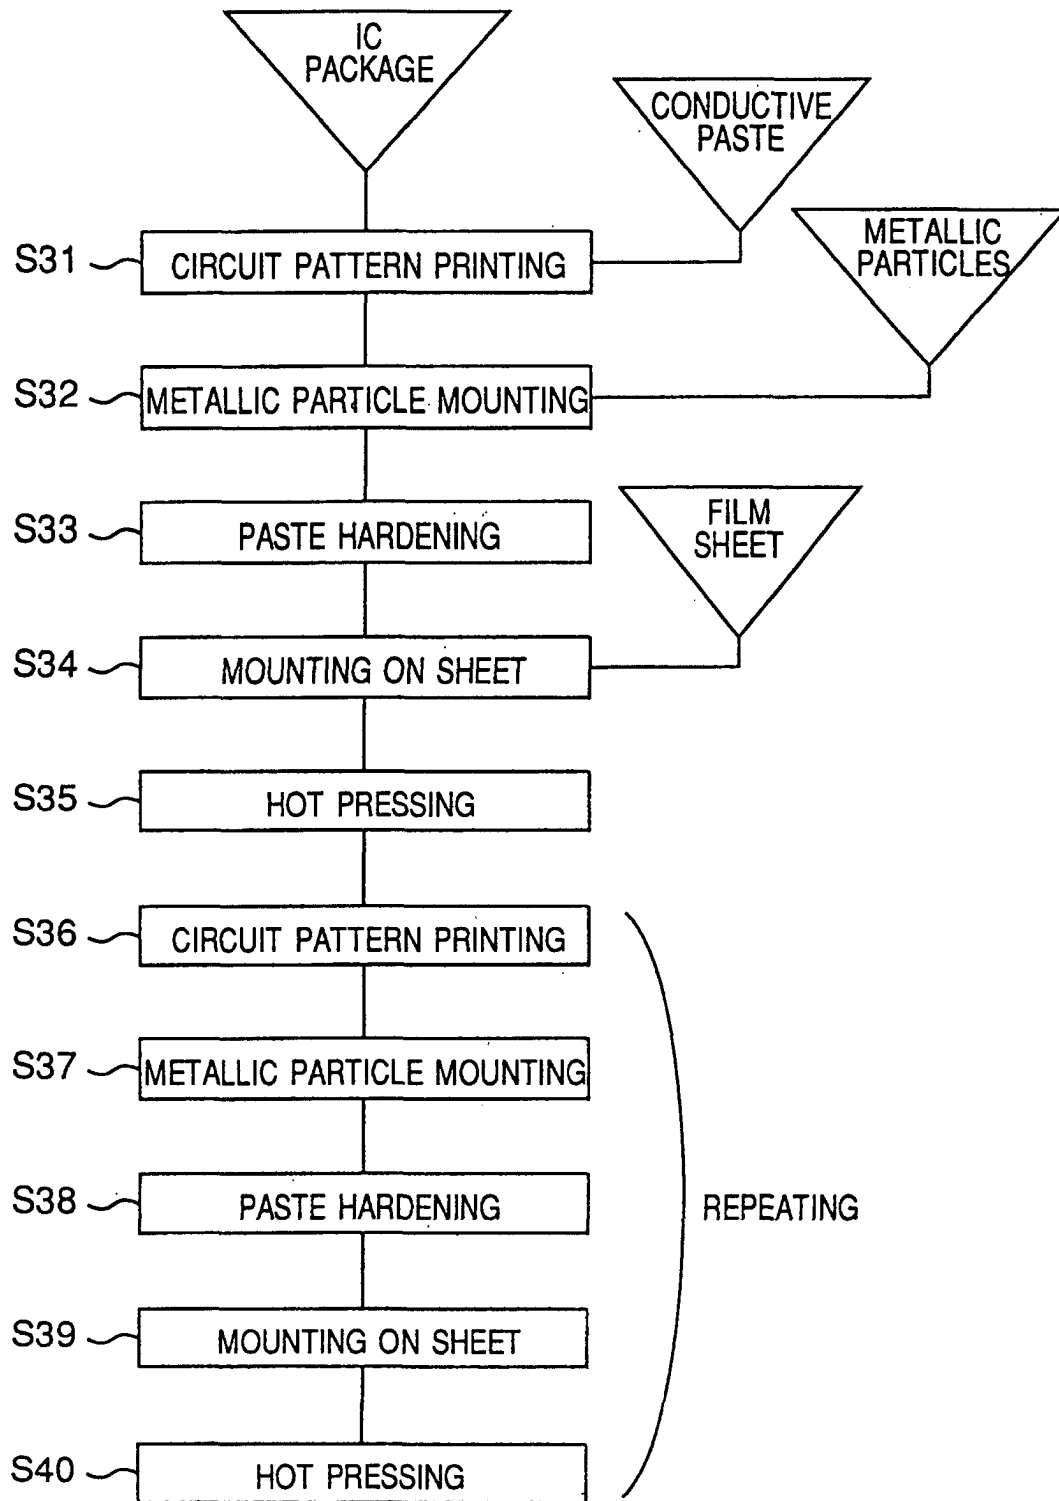 IC
PACKAGE
CONDUCTIVE
PASTE
METALLIC
PARTICLES
S31
CIRCUIT PATTERN PRINTING
S32
METALLIC PARTICLE MOUNTING
S33
PASTE HARDENING
FILM
SHEET
S34
MOUNTING ON SHEET
S35
HOT PRESSING
S36
CIRCUIT PATTERN PRINTING
S37
METALLIC PARTICLE MOUNTING
S38
PASTE HARDENING
REPEATING
S39
MOUNTING ON SHEET
S40
HOT PRESSING